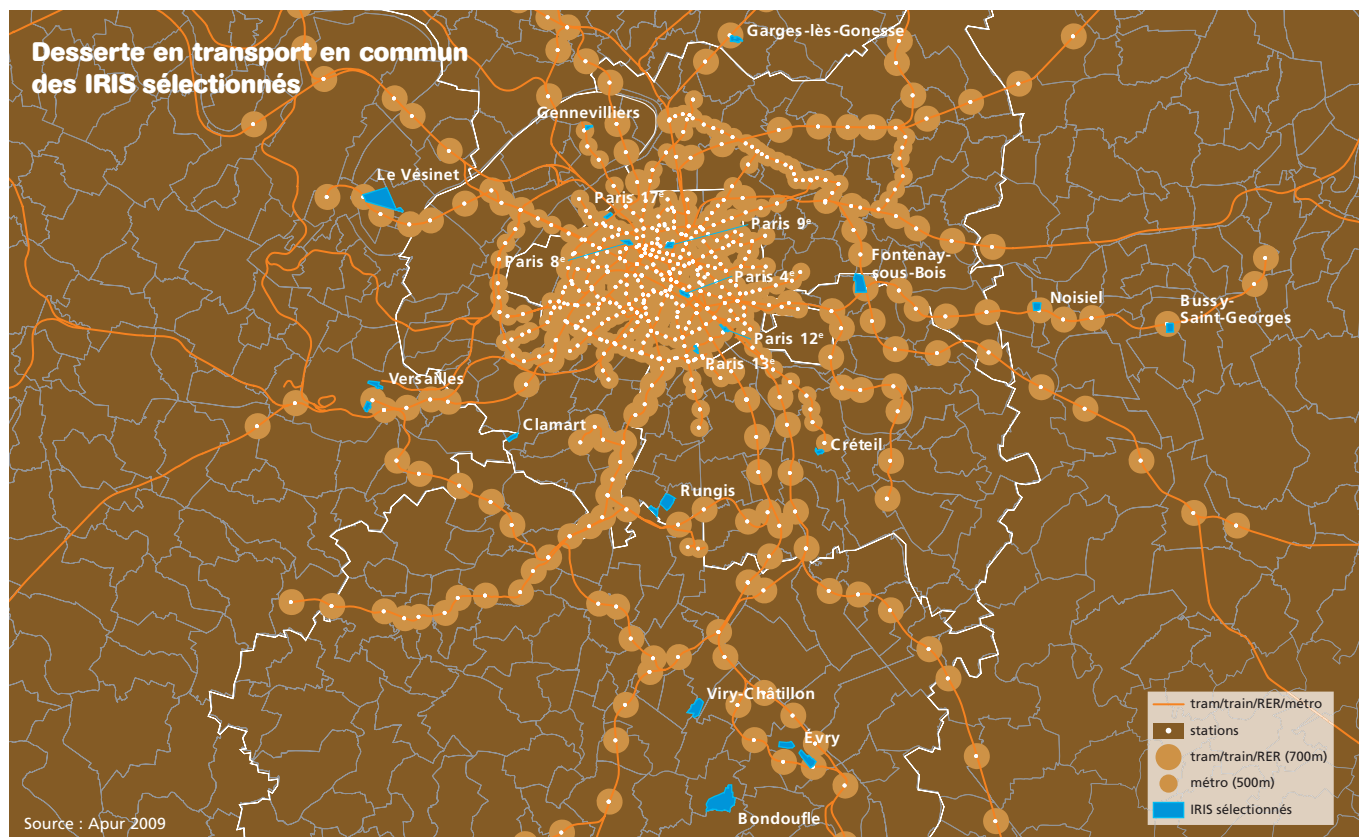 Desserte en transport en commun
des IRIS sélectionnés
Garges-lès-Gonesse
Gennevilliers
Le Vésinet
Paris 17e
Paris 9e
Paris 8e
Fontenay-
sous-Bois
Paris 4e
Noisiel
Bussy-
Saint-Georges
Paris 12e
Paris 13e
Versailles
Clamart
Créteil
Rungis
Viry-Châtillon
Évry
Bondoufle
tram/train/RER/métro
stations
tram/train/RER (700m)
métro (500m)
IRIS sélectionnés
Source : Apur 2009